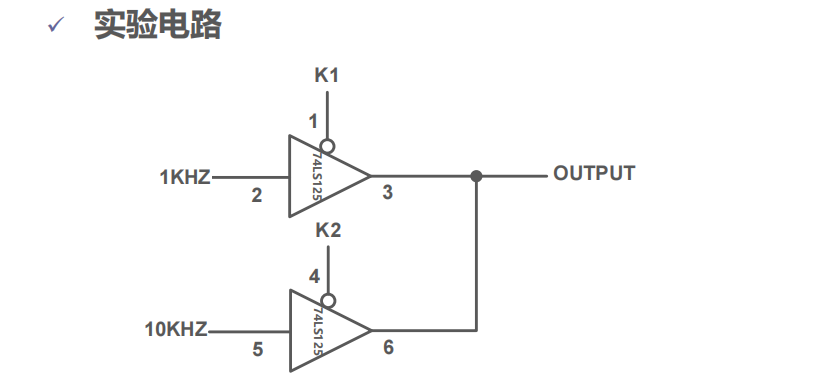 ✓ 实验电路
K1
1
74LS125
1KHZ
2
3
OUTPUT
K2
4
74LS125
10KHZ
5
6